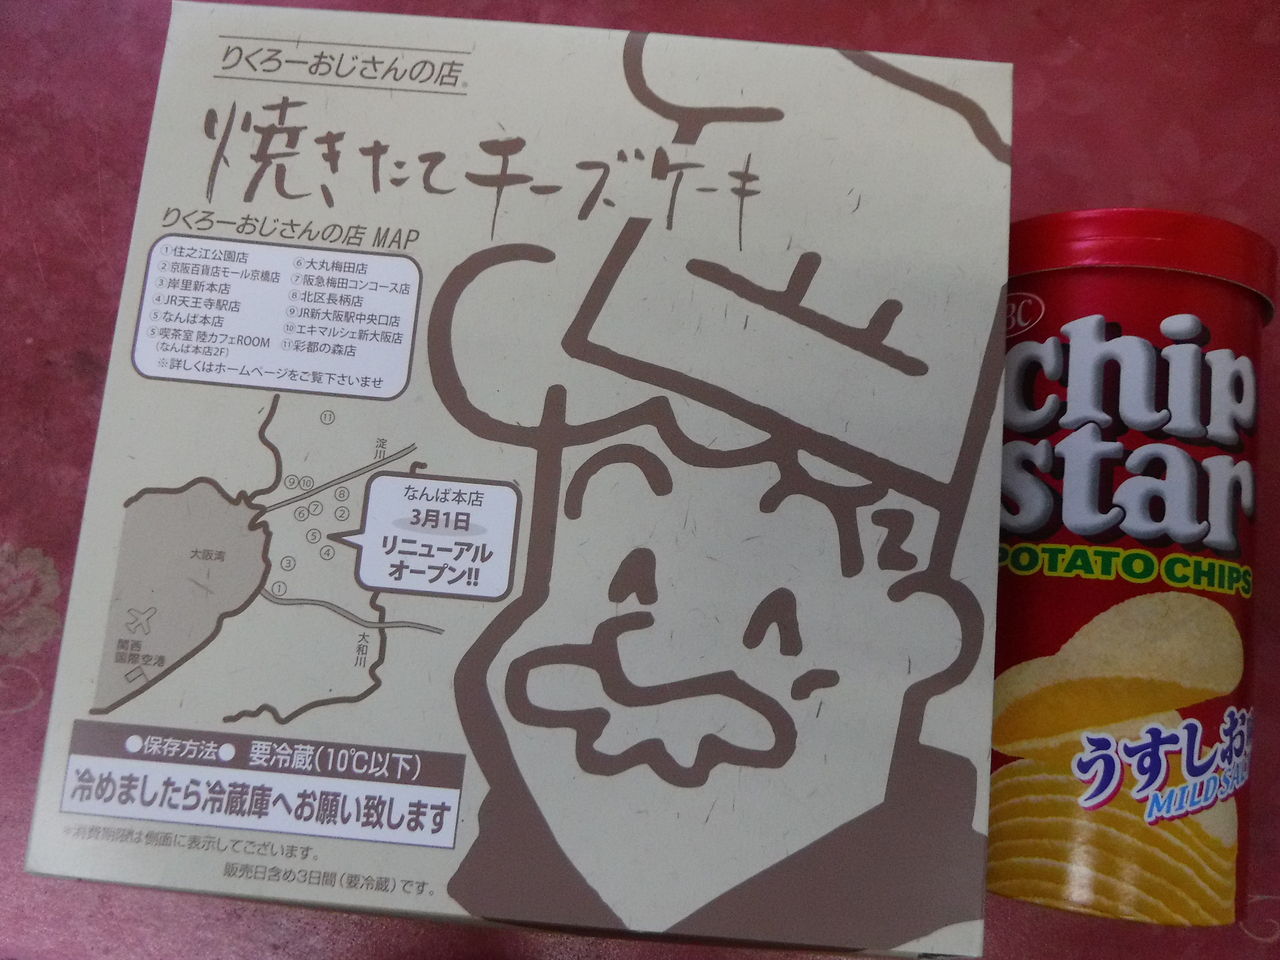 りくろーおじさんの店®
焼きたてチーズケーキ
りくろーおじさんの店 MAP
①住之江公園店
②京阪百貨店モール京橋店
③岸里新本店
④JR天王寺駅店
⑤なんば本店
⑤喫茶室 陸カフェROOM
(なんば本店2F)
⑥大丸梅田店
⑦阪急梅田コンコース店
⑧北区長柄店
⑨JR新大阪駅中央口店
⑩エキマルシェ新大阪店
⑪彩都の森店
※詳しくはホームページをご覧下さいませ
⑪
淀川
⑨⑩
⑧
⑥⑦
②
⑤
④
③
①
大阪湾
関西
国際空港
大和川
なんば本店
3月1日
リニューアル
オープン!!
●保存方法● 要冷蔵(10℃以下)
冷めましたら冷蔵庫へお願い致します
※消費期限は側面に表示してございます。
販売日含め3日間(要冷蔵)です。
chip
star
POTATO CHIPS
うすしお
MILD